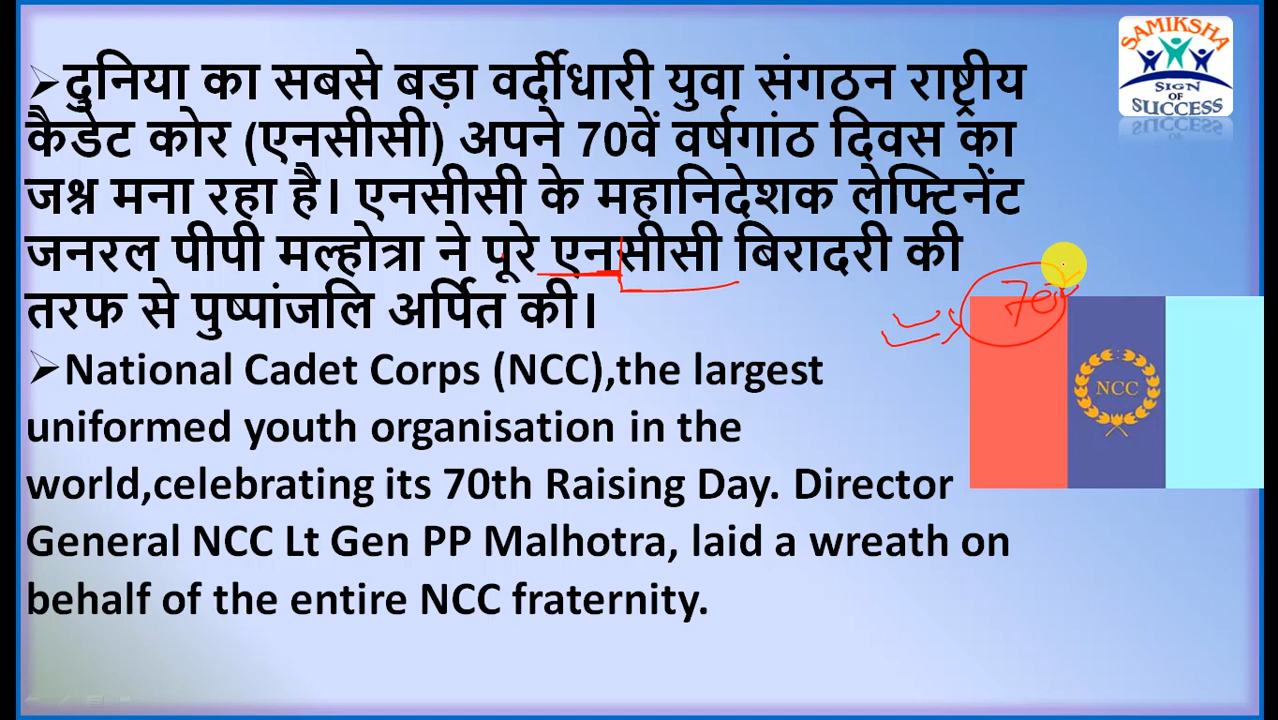 SAMIKSHA
SIGN
OF
SUCCESS
➢दुनिया का सबसे बड़ा वर्दीधारी युवा संगठन राष्ट्रीय
कैडेट कोर (एनसीसी) अपने 70वें वर्षगांठ दिवस का
जश्न मना रहा है। एनसीसी के महानिदेशक लेफ्टिनेंट
जनरल पीपी मल्होत्रा ने पूरे एनसीसी बिरादरी की
तरफ से पुष्पांजलि अर्पित की।
➢National Cadet Corps (NCC),the largest
uniformed youth organisation in the
world,celebrating its 70th Raising Day. Director
General NCC Lt Gen PP Malhotra, laid a wreath on
behalf of the entire NCC fraternity.
NCC